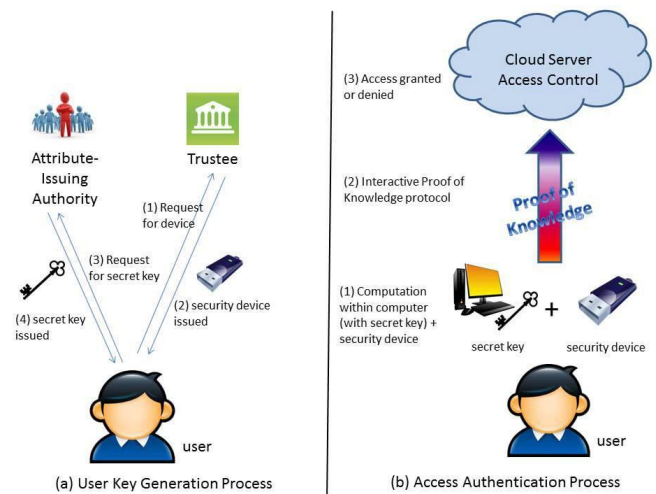 Attribute-
Issuing
Authority
Trustee
(1) Request
for device
(3) Request
for secret key
(2) security device
issued
(4) secret key
issued
user
(a) User Key Generation Process
Cloud Server
Access Control
(3) Access granted
or denied
(2) Interactive Proof of
Knowledge protocol
Proof of
Knowledge
(1) Computation
within computer
(with secret key) +
security device
+
secret key
security device
user
(b) Access Authentication Process